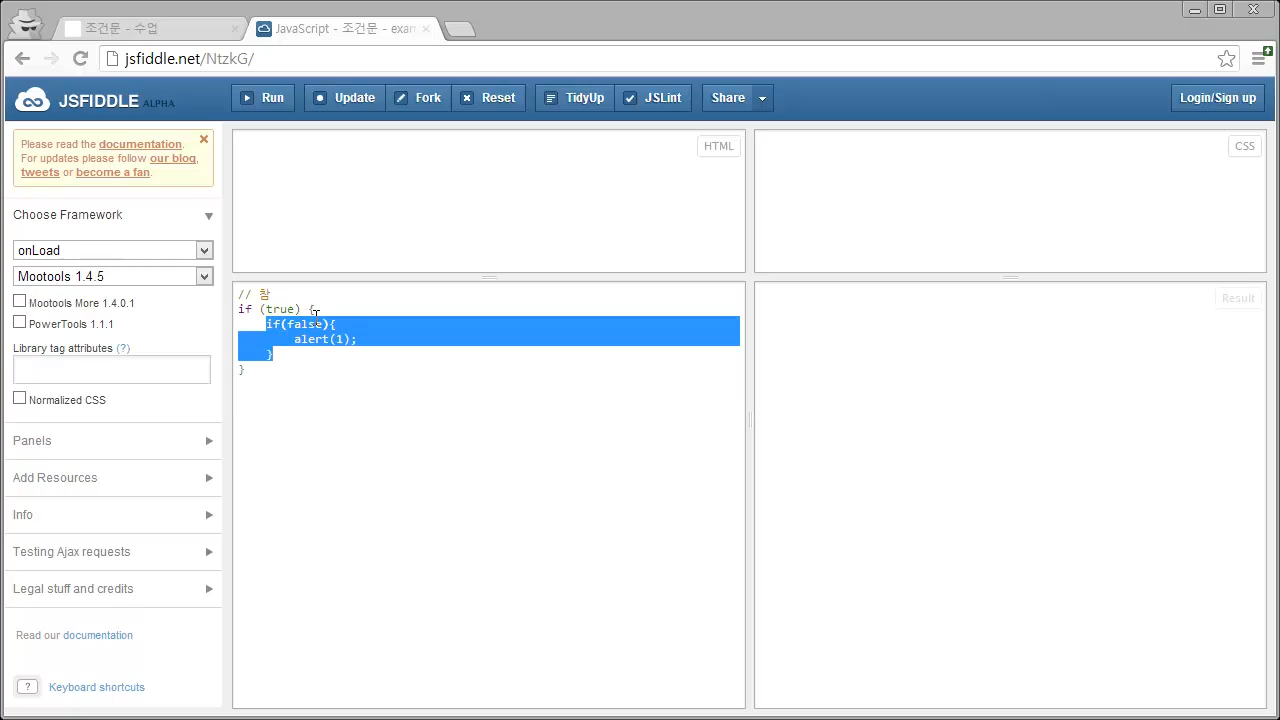 조건문 - 수업
JavaScript - 조건문 - exam
jsfiddle.net/NtzkG/
JSFIDDLE ALPHA
Run
Update
Fork
Reset
TidyUp
JSLint
Share
Login/Sign up
Please read the documentation.
For updates please follow our blog,
tweets or become a fan.
Choose Framework
onLoad
Mootools 1.4.5
Mootools More 1.4.0.1
PowerTools 1.1.1
Library tag attributes (?)
Normalized CSS
Panels
Add Resources
Info
Testing Ajax requests
Legal stuff and credits
Read our documentation
? Keyboard shortcuts
HTML
CSS
// 참
if (true) {
if(false){
alert(1);
}
}
Result